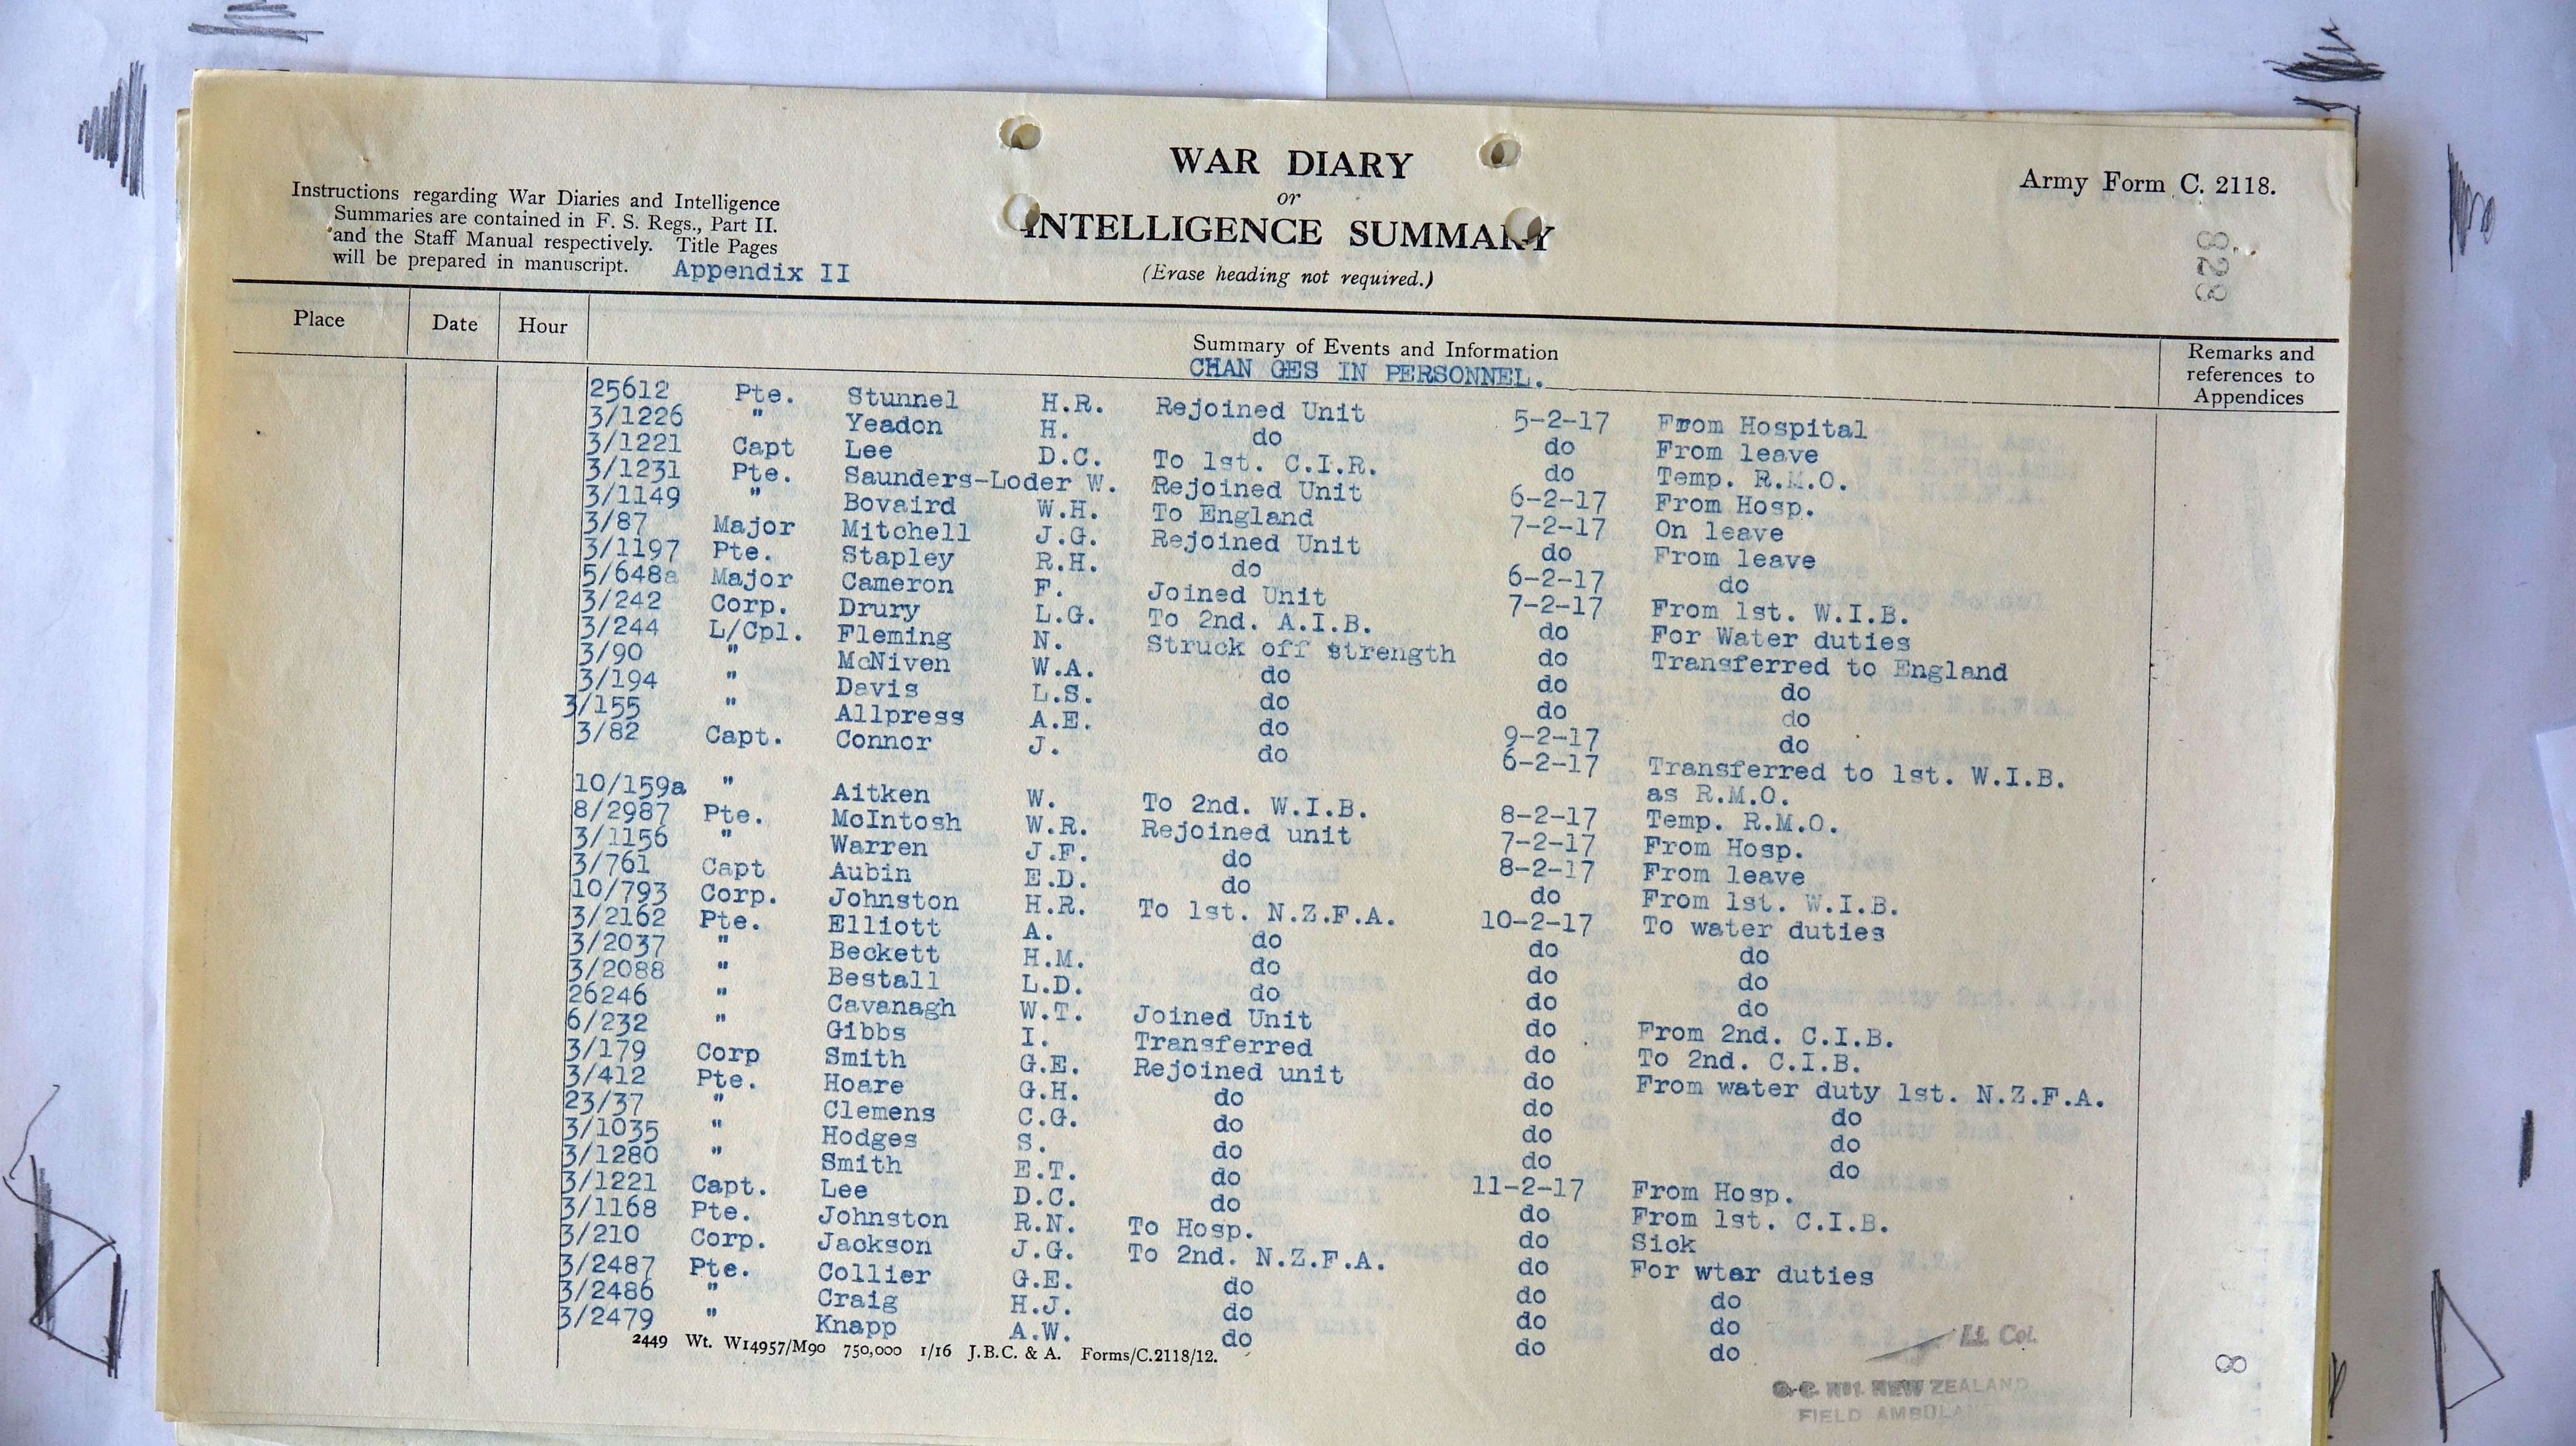 WAR DIARY
or
INTELLIGENCE SUMMARY
(Erase heading not required.)
Army Form C. 2118.
823
Instructions regarding War Diaries and Intelligence
Summaries are contained in F. S. Regs., Part II.
and the Staff Manual respectively. Title Pages
will be prepared in manuscript. Appendix II
Place Date Hour Summary of Events and Information Remarks and
references to
Appendices
CHAN GES IN PERSONNEL.
25612 Pte. Stunnel H.R. Rejoined Unit 5-2-17 From Hospital
3/1226 " Yeadon H. do do From leave
3/1221 Capt Lee D.C. To 1st. C.I.R. do Temp. R.M.O.
3/1231 Pte. Saunders-Loder W. Rejoined Unit 6-2-17 From Hosp.
3/1149 " Bovaird W.H. To England 7-2-17 On leave
3/87 Major Mitchell J.G. Rejoined Unit do From leave
3/1197 Pte. Stapley R.H. do 6-2-17 do
5/648a Major Cameron F. Joined Unit 7-2-17 From 1st. W.I.B.
3/242 Corp. Drury L.G. To 2nd. A.I.B. do For Water duties
3/244 L/Cpl. Fleming N. Struck off strength do Transferred to England
3/90 " McNiven W.A. do do do
3/194 " Davis L.S. do do do
3/155 " Allpress A.E. do 9-2-17 do
3/82 Capt. Connor J. do 6-2-17 Transferred to 1st. W.I.B.
as R.M.O.
10/159a " Aitken W. To 2nd. W.I.B. 8-2-17 Temp. R.M.O.
8/2987 Pte. McIntosh W.R. Rejoined unit 7-2-17 From Hosp.
3/1156 " Warren J.F. do 8-2-17 From leave
3/761 Capt Aubin E.D. do do From 1st. W.I.B.
10/793 Corp. Johnston H.R. To 1st. N.Z.F.A. 10-2-17 To water duties
3/2162 Pte. Elliott A. do do do
3/2037 " Beckett H.M. do do do
3/2088 " Bestall L.D. do do do
26246 " Cavanagh W.T. Joined Unit do From 2nd. C.I.B.
6/232 " Gibbs I. Transferred do To 2nd. C.I.B.
3/179 Corp Smith G.E. Rejoined unit do From water duty 1st. N.Z.F.A.
3/412 Pte. Hoare G.H. do do do
23/37 " Clemens C.G. do do do
3/1035 " Hodges S. do do do
3/1280 " Smith E.T. do 11-2-17 From Hosp.
3/1221 Capt. Lee D.C. do do From 1st. C.I.B.
3/1168 Pte. Johnston R.N. To Hosp. do Sick
3/210 Corp. Jackson J.G. To 2nd. N.Z.F.A. do For wter duties
3/2487 Pte. Collier G.E. do do do
3/2486 " Craig H.J. do do do
3/2479 " Knapp A.W. do do do
2449 Wt. W14957/M90 750,000 1/16 J.B.C. & A. Forms/C.2118/12.
Lt Col.
O.C. No1. NEW ZEALAND
FIELD AMBULA
8